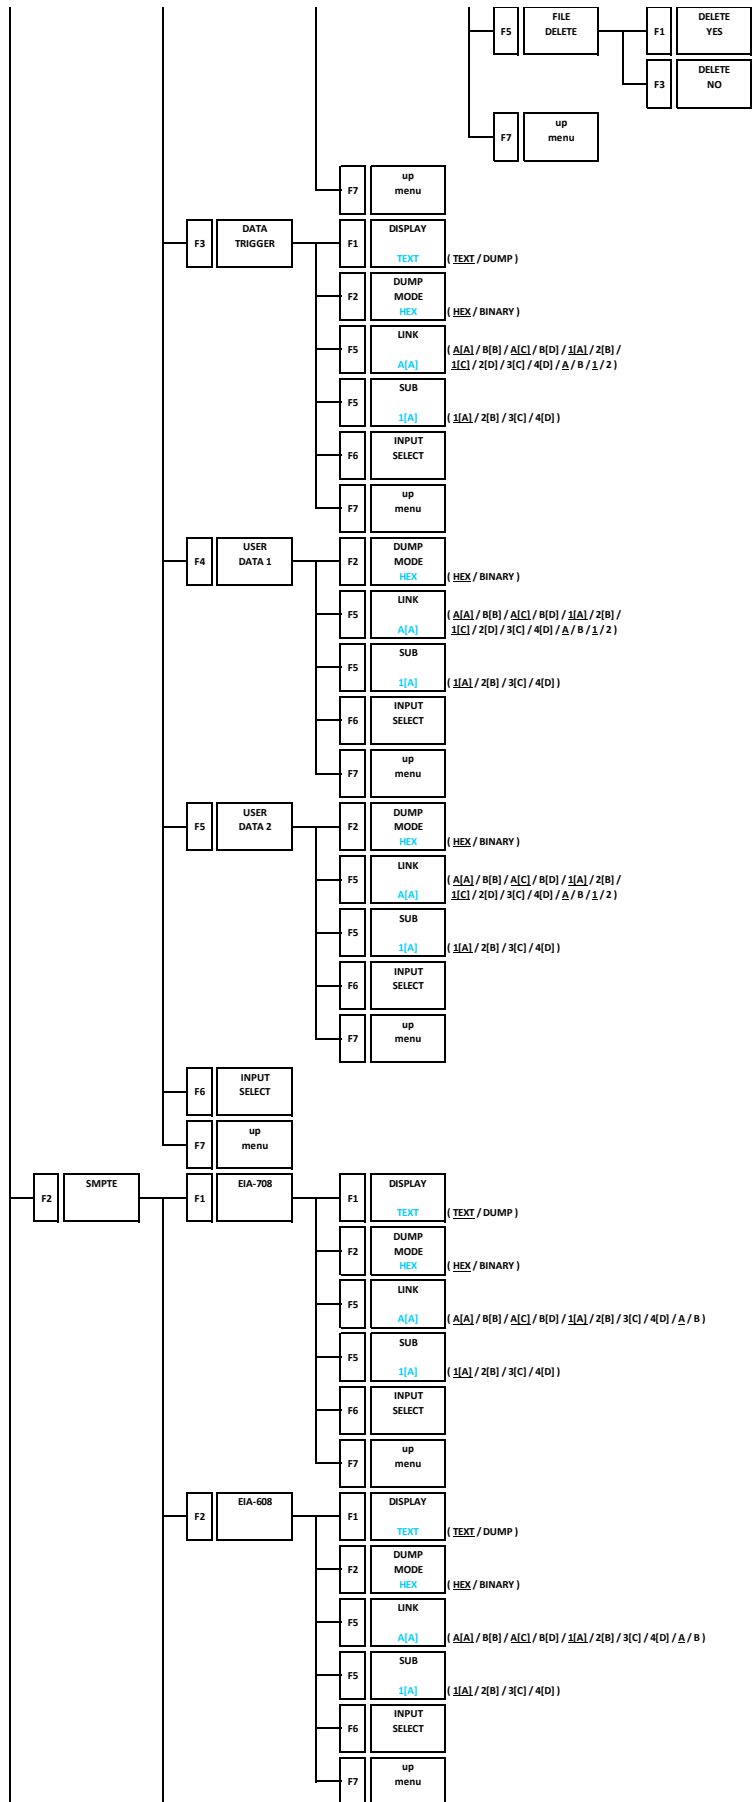 F5 FILE DELETE
F1 DELETE YES
F3 DELETE NO
F7 up menu
F7 up menu
F3 DATA TRIGGER
F1 DISPLAY TEXT ( TEXT / DUMP )
F2 DUMP MODE HEX ( HEX / BINARY )
F5 LINK A[A] ( A[A] / B[B] / A[C] / B[D] / 1[A] / 2[B] /
1[C] / 2[D] / 3[C] / 4[D] / A / B / 1 / 2 )
F5 SUB 1[A] ( 1[A] / 2[B] / 3[C] / 4[D] )
F6 INPUT SELECT
F7 up menu
F4 USER DATA 1
F2 DUMP MODE HEX ( HEX / BINARY )
F5 LINK A[A] ( A[A] / B[B] / A[C] / B[D] / 1[A] / 2[B] /
1[C] / 2[D] / 3[C] / 4[D] / A / B / 1 / 2 )
F5 SUB 1[A] ( 1[A] / 2[B] / 3[C] / 4[D] )
F6 INPUT SELECT
F7 up menu
F5 USER DATA 2
F2 DUMP MODE HEX ( HEX / BINARY )
F5 LINK A[A] ( A[A] / B[B] / A[C] / B[D] / 1[A] / 2[B] /
1[C] / 2[D] / 3[C] / 4[D] / A / B / 1 / 2 )
F5 SUB 1[A] ( 1[A] / 2[B] / 3[C] / 4[D] )
F6 INPUT SELECT
F7 up menu
F6 INPUT SELECT
F7 up menu
F2 SMPTE
F1 EIA-708
F1 DISPLAY TEXT ( TEXT / DUMP )
F2 DUMP MODE HEX ( HEX / BINARY )
F5 LINK A[A] ( A[A] / B[B] / A[C] / B[D] / 1[A] / 2[B] / 3[C] / 4[D] / A / B )
F5 SUB 1[A] ( 1[A] / 2[B] / 3[C] / 4[D] )
F6 INPUT SELECT
F7 up menu
F2 EIA-608
F1 DISPLAY TEXT ( TEXT / DUMP )
F2 DUMP MODE HEX ( HEX / BINARY )
F5 LINK A[A] ( A[A] / B[B] / A[C] / B[D] / 1[A] / 2[B] / 3[C] / 4[D] / A / B )
F5 SUB 1[A] ( 1[A] / 2[B] / 3[C] / 4[D] )
F6 INPUT SELECT
F7 up menu